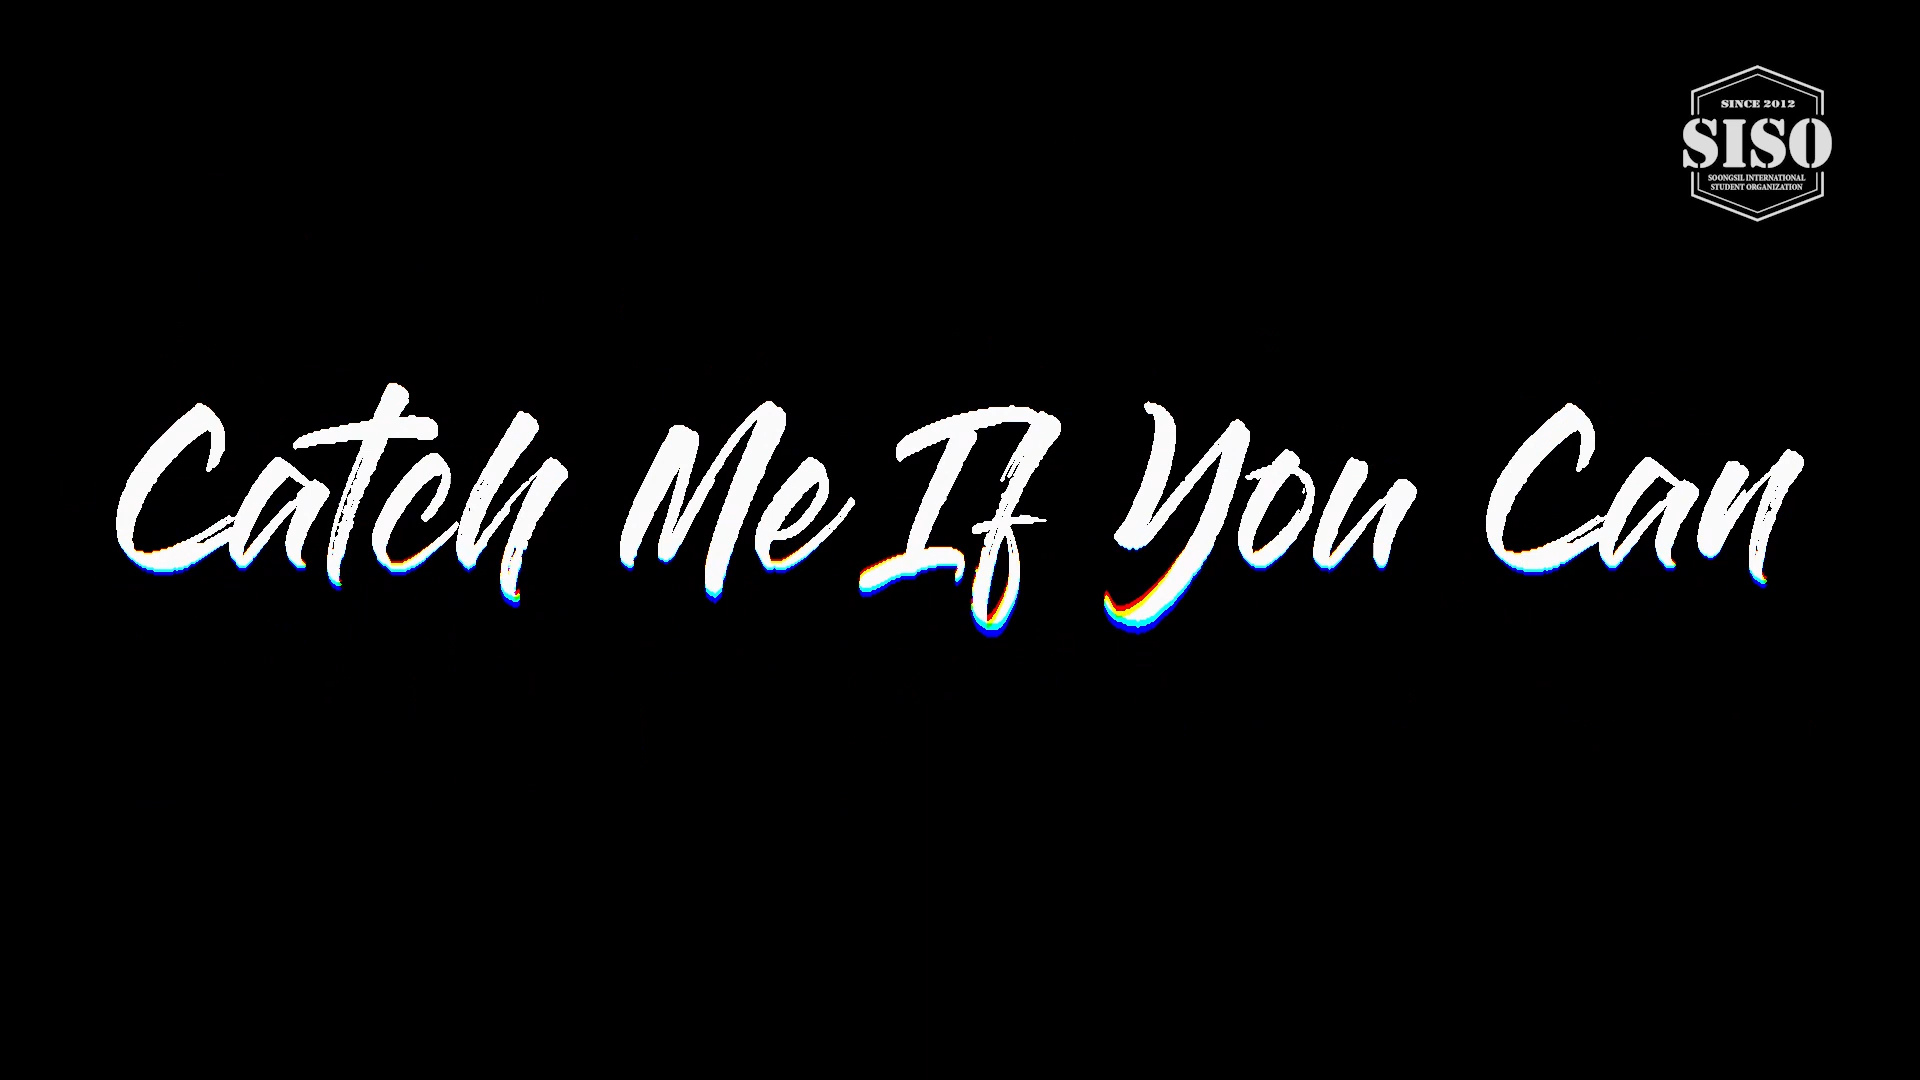 SINCE 2012
SISO
SOONGSIL INTERNATIONAL
STUDENT ORGANIZATION
Catch Me If You Can